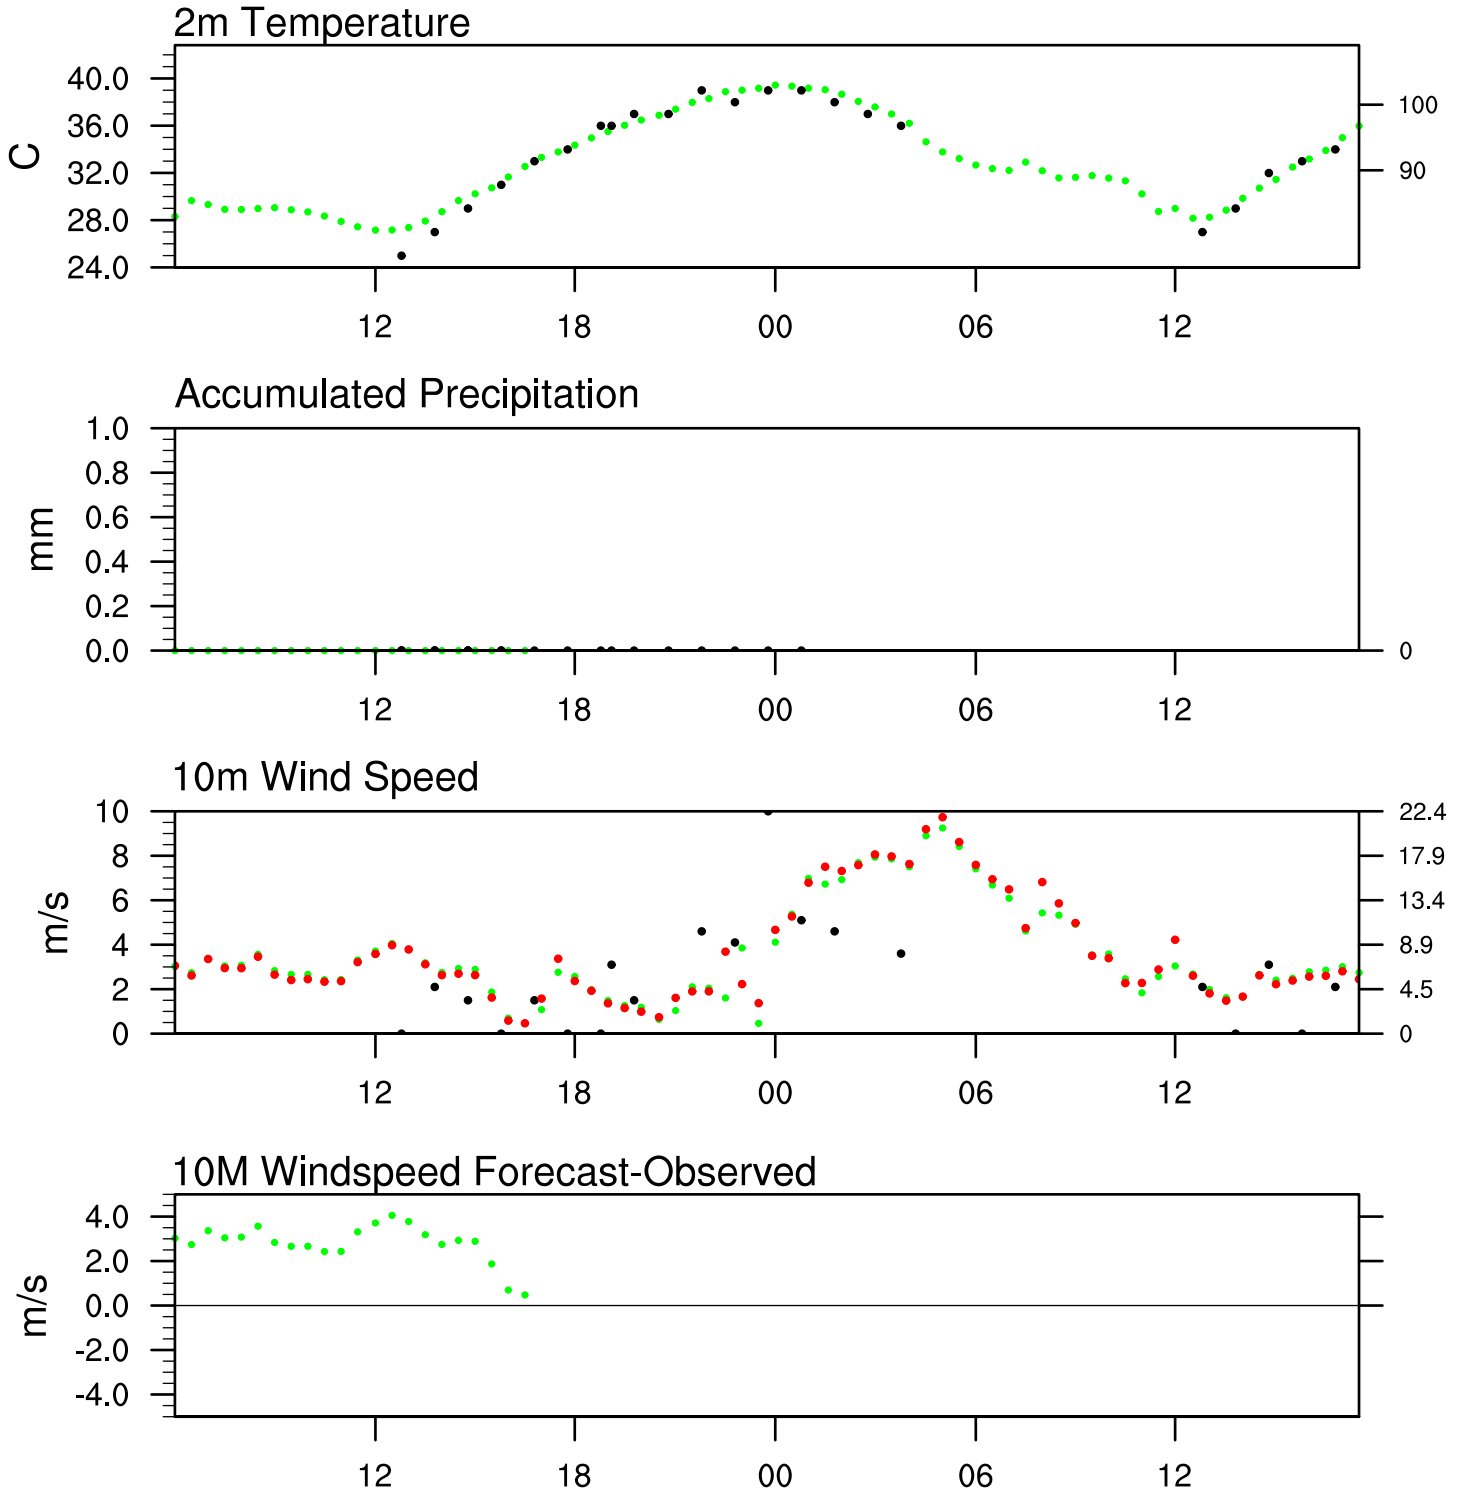 2m Temperature
40.0
36.0
32.0
28.0
24.0
C
100
90
12 18 00 06 12
Accumulated Precipitation
1.0
0.8
0.6
0.4
0.2
0.0
mm
0
12 18 00 06 12
10m Wind Speed
10
8
6
4
2
0
m/s
22.4
17.9
13.4
8.9
4.5
0
12 18 00 06 12
10M Windspeed Forecast-Observed
4.0
2.0
0.0
-2.0
-4.0
m/s
12 18 00 06 12